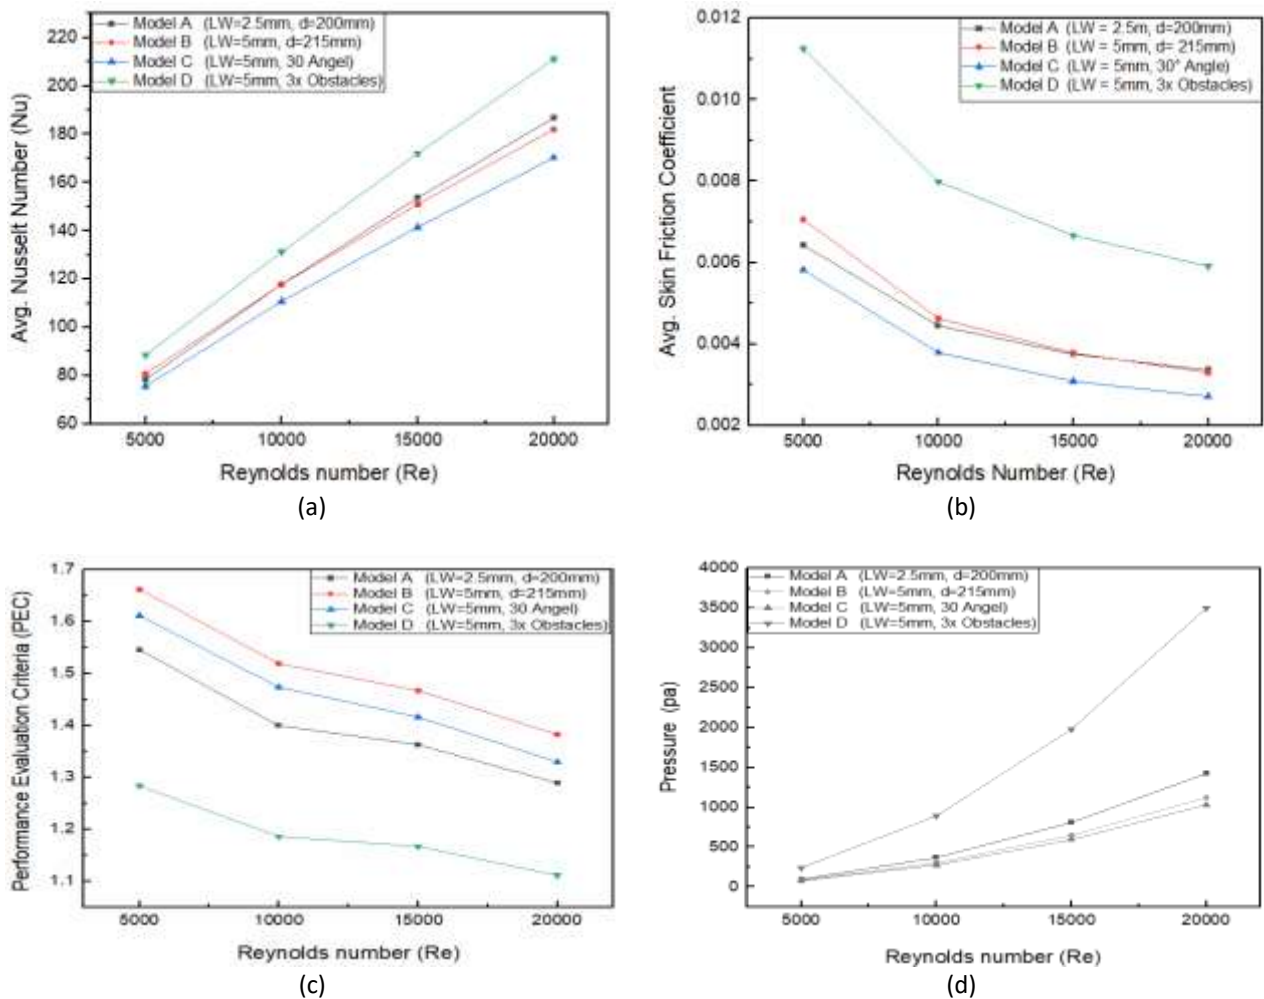 Model A (LW=2.5mm, d=200mm)
Model B (LW=5mm, d=215mm)
Model C (LW=5mm, 30 Angel)
Model D (LW=5mm, 3x Obstacles)
Avg. Nusselt Number (Nu)
220
200
180
160
140
120
100
80
60
5000 10000 15000 20000
Reynolds number (Re)
(a)
Model A (LW = 2.5m, d=200mm)
Model B (LW = 5mm, d= 215mm)
Model C (LW = 5mm, 30° Angle)
Model D (LW = 5mm, 3x Obstacles)
Avg. Skin Friction Coefficient
0.012
0.010
0.008
0.006
0.004
0.002
5000 10000 15000 20000
Reynolds Number (Re)
(b)
Model A (LW=2.5mm, d=200mm)
Model B (LW=5mm, d=215mm)
Model C (LW=5mm, 30 Angel)
Model D (LW=5mm, 3x Obstacles)
Performance Evaluation Criteria (PEC)
1.7
1.6
1.5
1.4
1.3
1.2
1.1
5000 10000 15000 20000
Reynolds number (Re)
(c)
Model A (LW=2.5mm, d=200mm)
Model B (LW=5mm, d=215mm)
Model C (LW=5mm, 30 Angel)
Model D (LW=5mm, 3x Obstacles)
Pressure (pa)
4000
3500
3000
2500
2000
1500
1000
500
0
5000 10000 15000 20000
Reynolds number (Re)
(d)